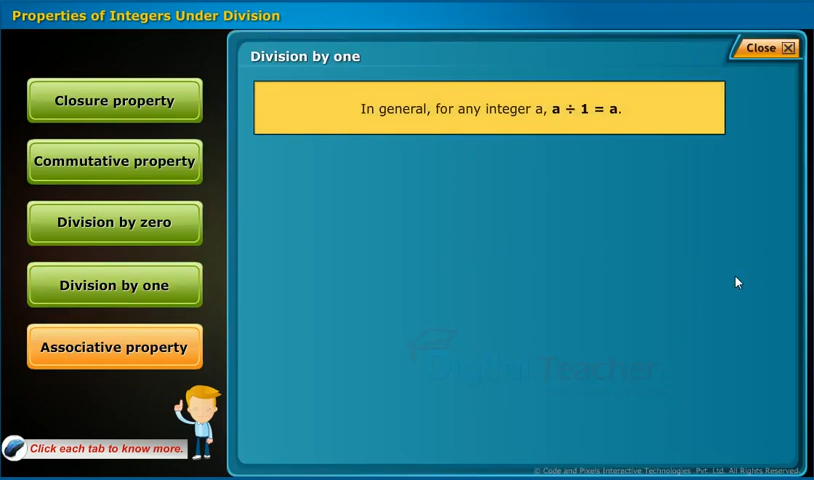 Properties of Integers Under Division
Division by one
Close
In general, for any integer a, a ÷ 1 = a.
Closure property
Commutative property
Division by zero
Division by one
Associative property
Click each tab to know more.
Digital Teacher
© Code and Pixels Interactive Technologies Pvt. Ltd. All Rights Reserved.